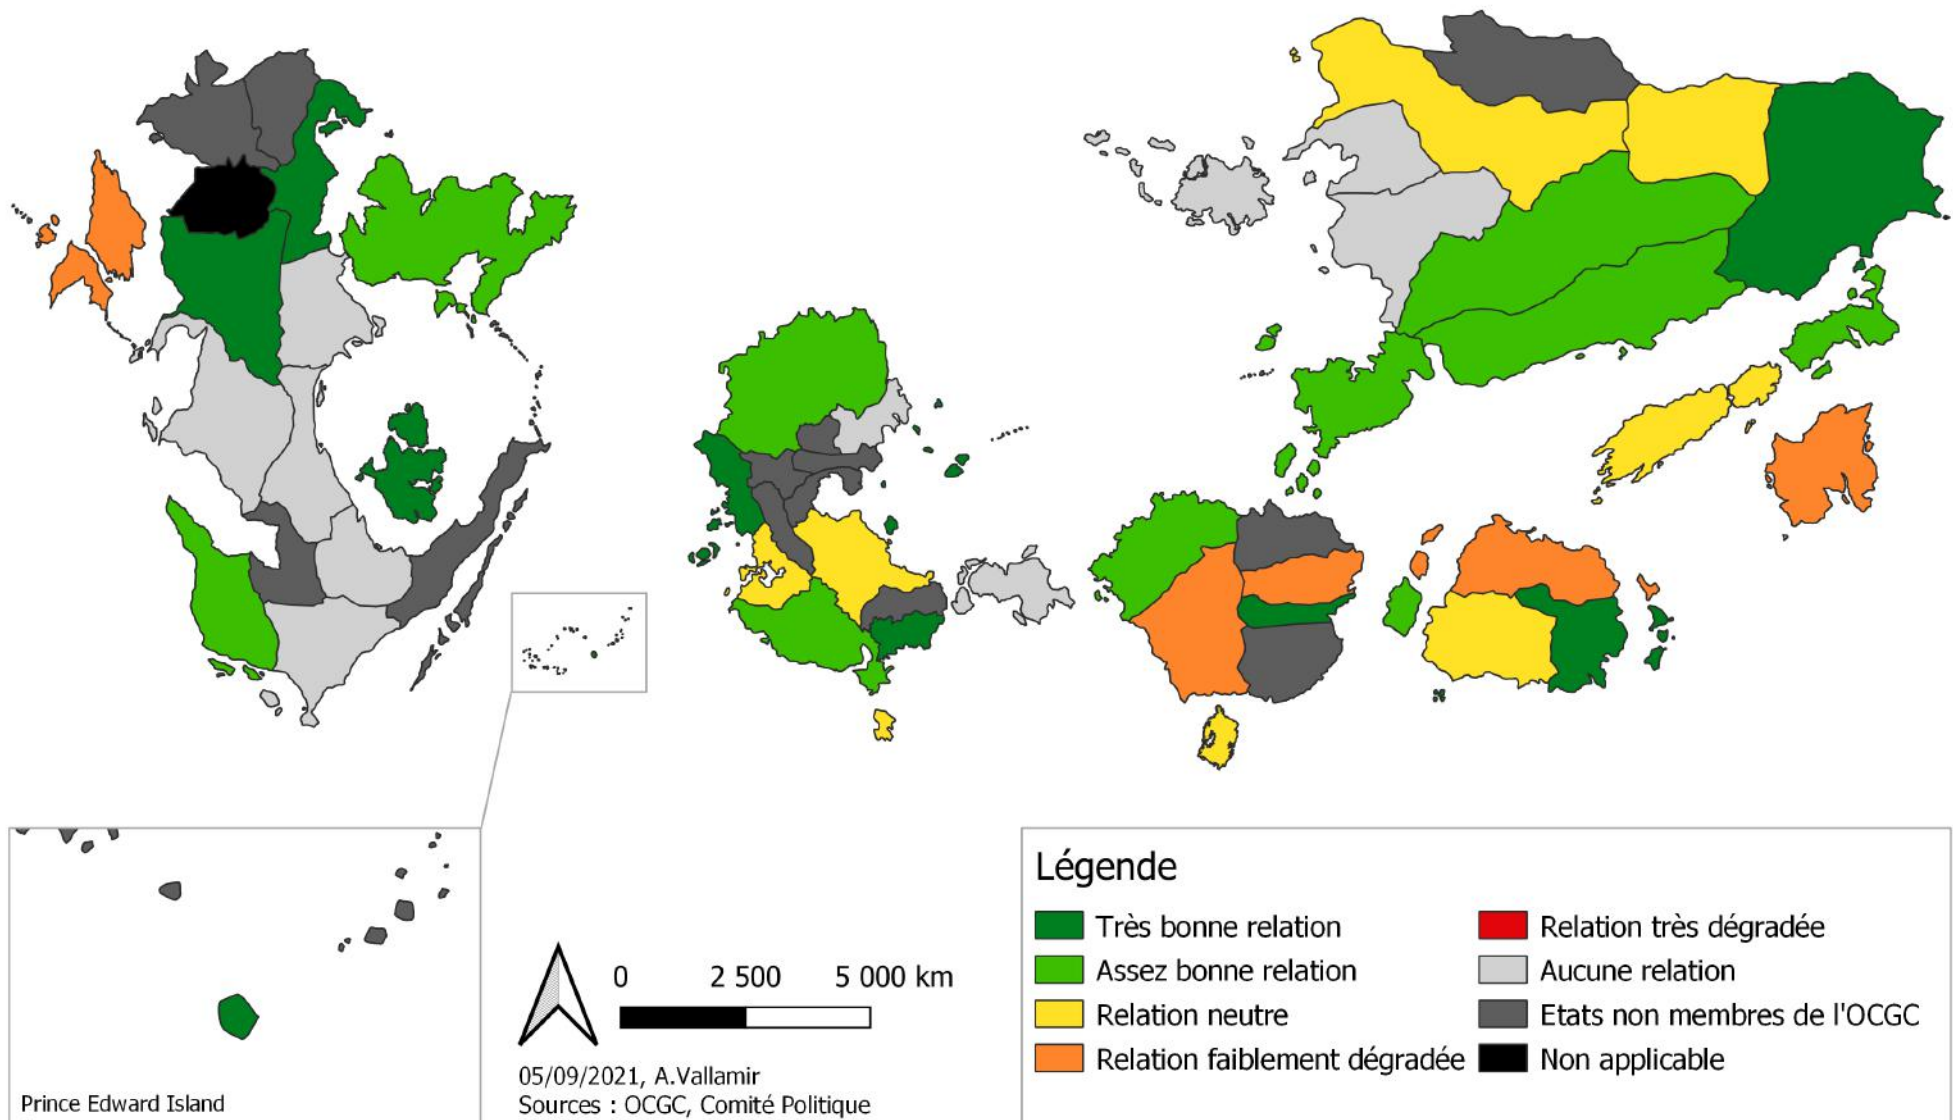 Légende
Très bonne relation
Assez bonne relation
Relation neutre
Relation faiblement dégradée
Relation très dégradée
Aucune relation
Etats non membres de l'OCGC
Non applicable
0 2 500 5 000 km
05/09/2021, A.Vallamir
Sources : OCGC, Comité Politique
Prince Edward Island